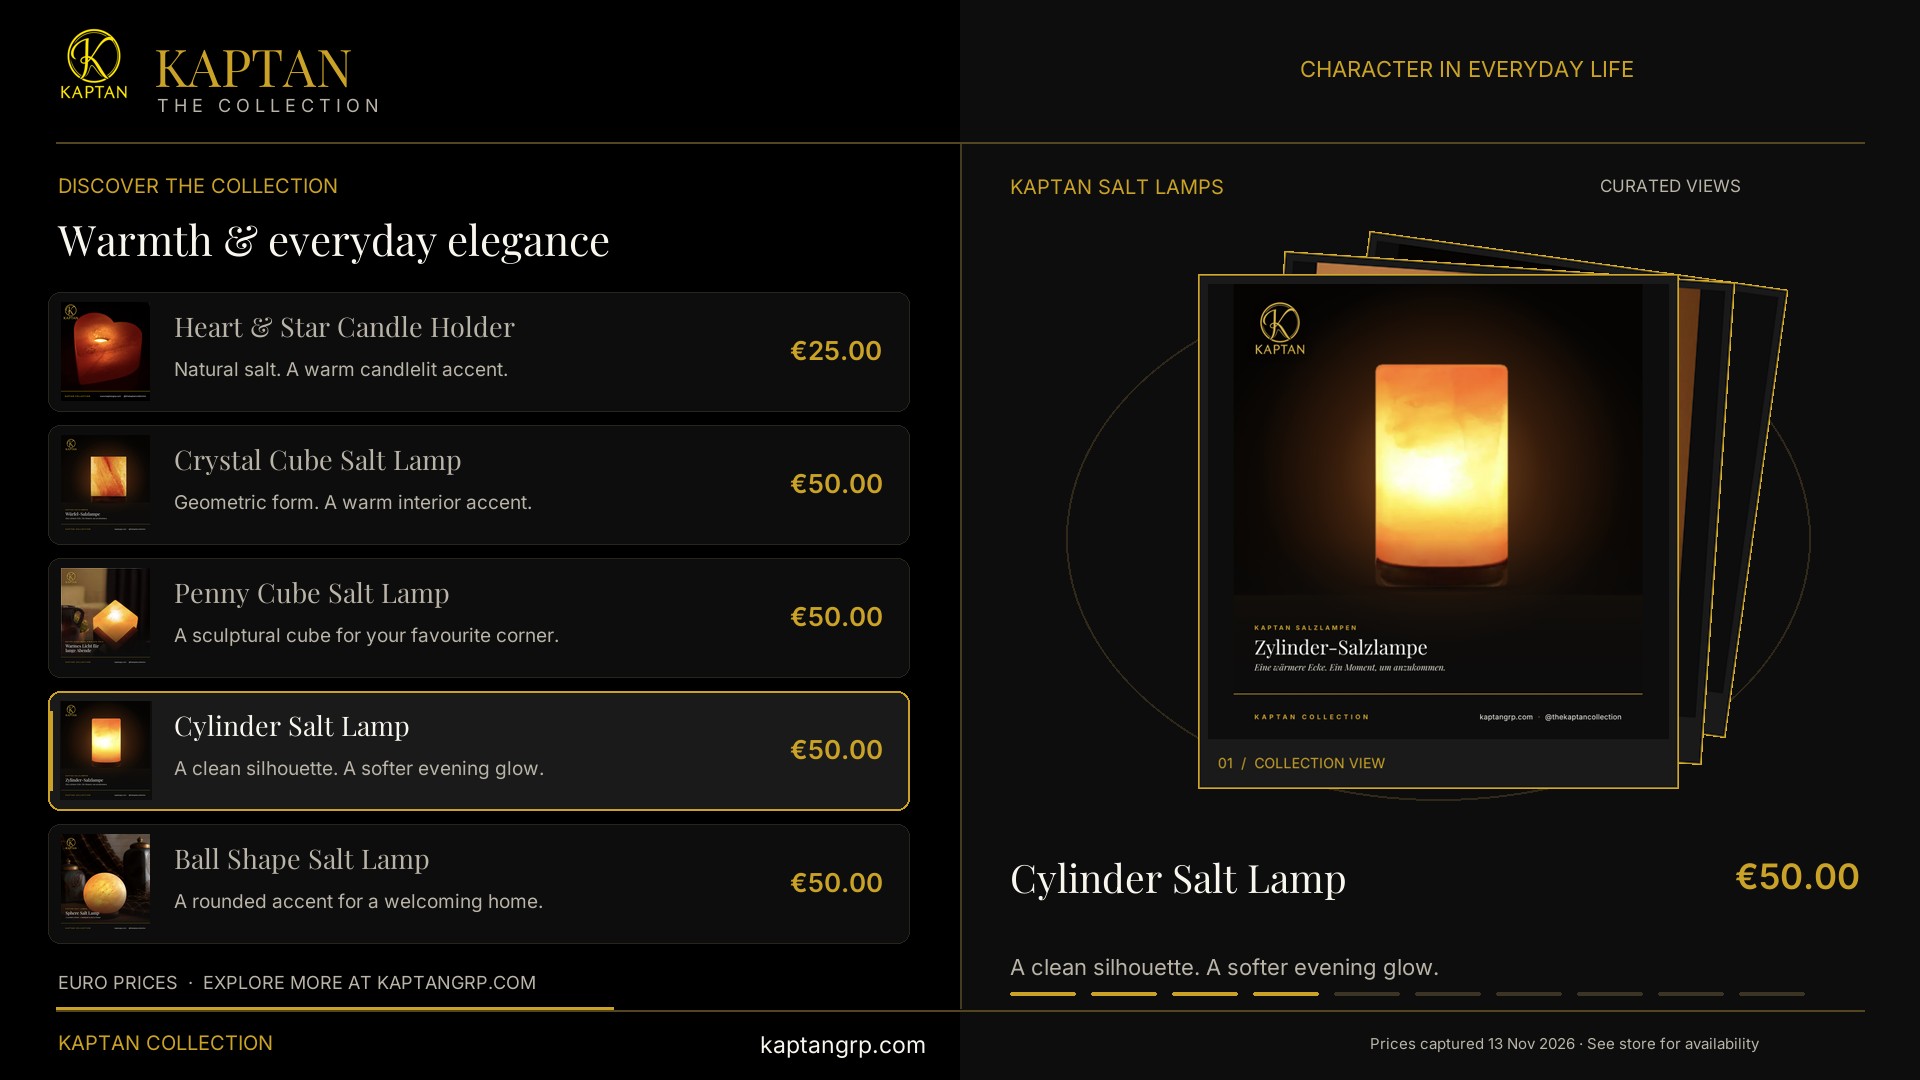 KAPTAN
KAPTAN
THE COLLECTION
CHARACTER IN EVERYDAY LIFE
DISCOVER THE COLLECTION
Warmth & everyday elegance
Heart & Star Candle Holder
Natural salt. A warm candlelit accent.
€25.00
Crystal Cube Salt Lamp
Geometric form. A warm interior accent.
€50.00
Penny Cube Salt Lamp
A sculptural cube for your favourite corner.
€50.00
Cylinder Salt Lamp
A clean silhouette. A softer evening glow.
€50.00
Ball Shape Salt Lamp
A rounded accent for a welcoming home.
€50.00
EURO PRICES · EXPLORE MORE AT KAPTANGRP.COM
KAPTAN SALT LAMPS
CURATED VIEWS
KAPTAN
KAPTAN SALZLAMPEN
Zylinder-Salzlampe
Eine wärmere Ecke. Ein Moment, um anzukommen.
KAPTAN COLLECTION
kaptangrp.com · @thekaptancollection
01 / COLLECTION VIEW
Cylinder Salt Lamp
€50.00
A clean silhouette. A softer evening glow.
KAPTAN COLLECTION
kaptangrp.com
Prices captured 13 Nov 2026 · See store for availability